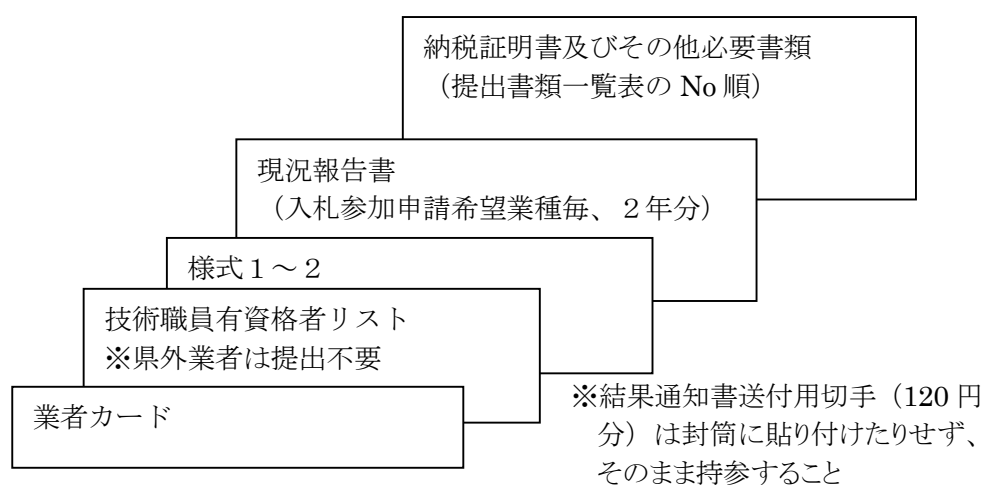 納税証明書及びその他必要書類
（提出書類一覧表の No 順）
現況報告書
（入札参加申請希望業種毎、２年分）
様式１～２
技術職員有資格者リスト
※県外業者は提出不要
業者カード
※結果通知書送付用切手（120 円
分）は封筒に貼り付けたりせず、
そのまま持参すること